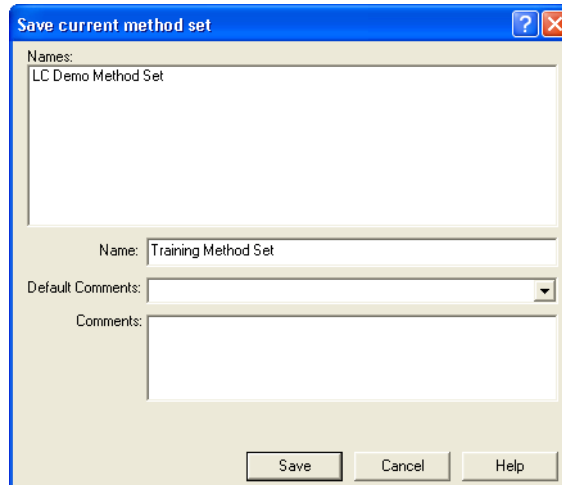 Save current method set
Names:
LC Demo Method Set
Name: Training Method Set
Default Comments:
Comments:
Save Cancel Help